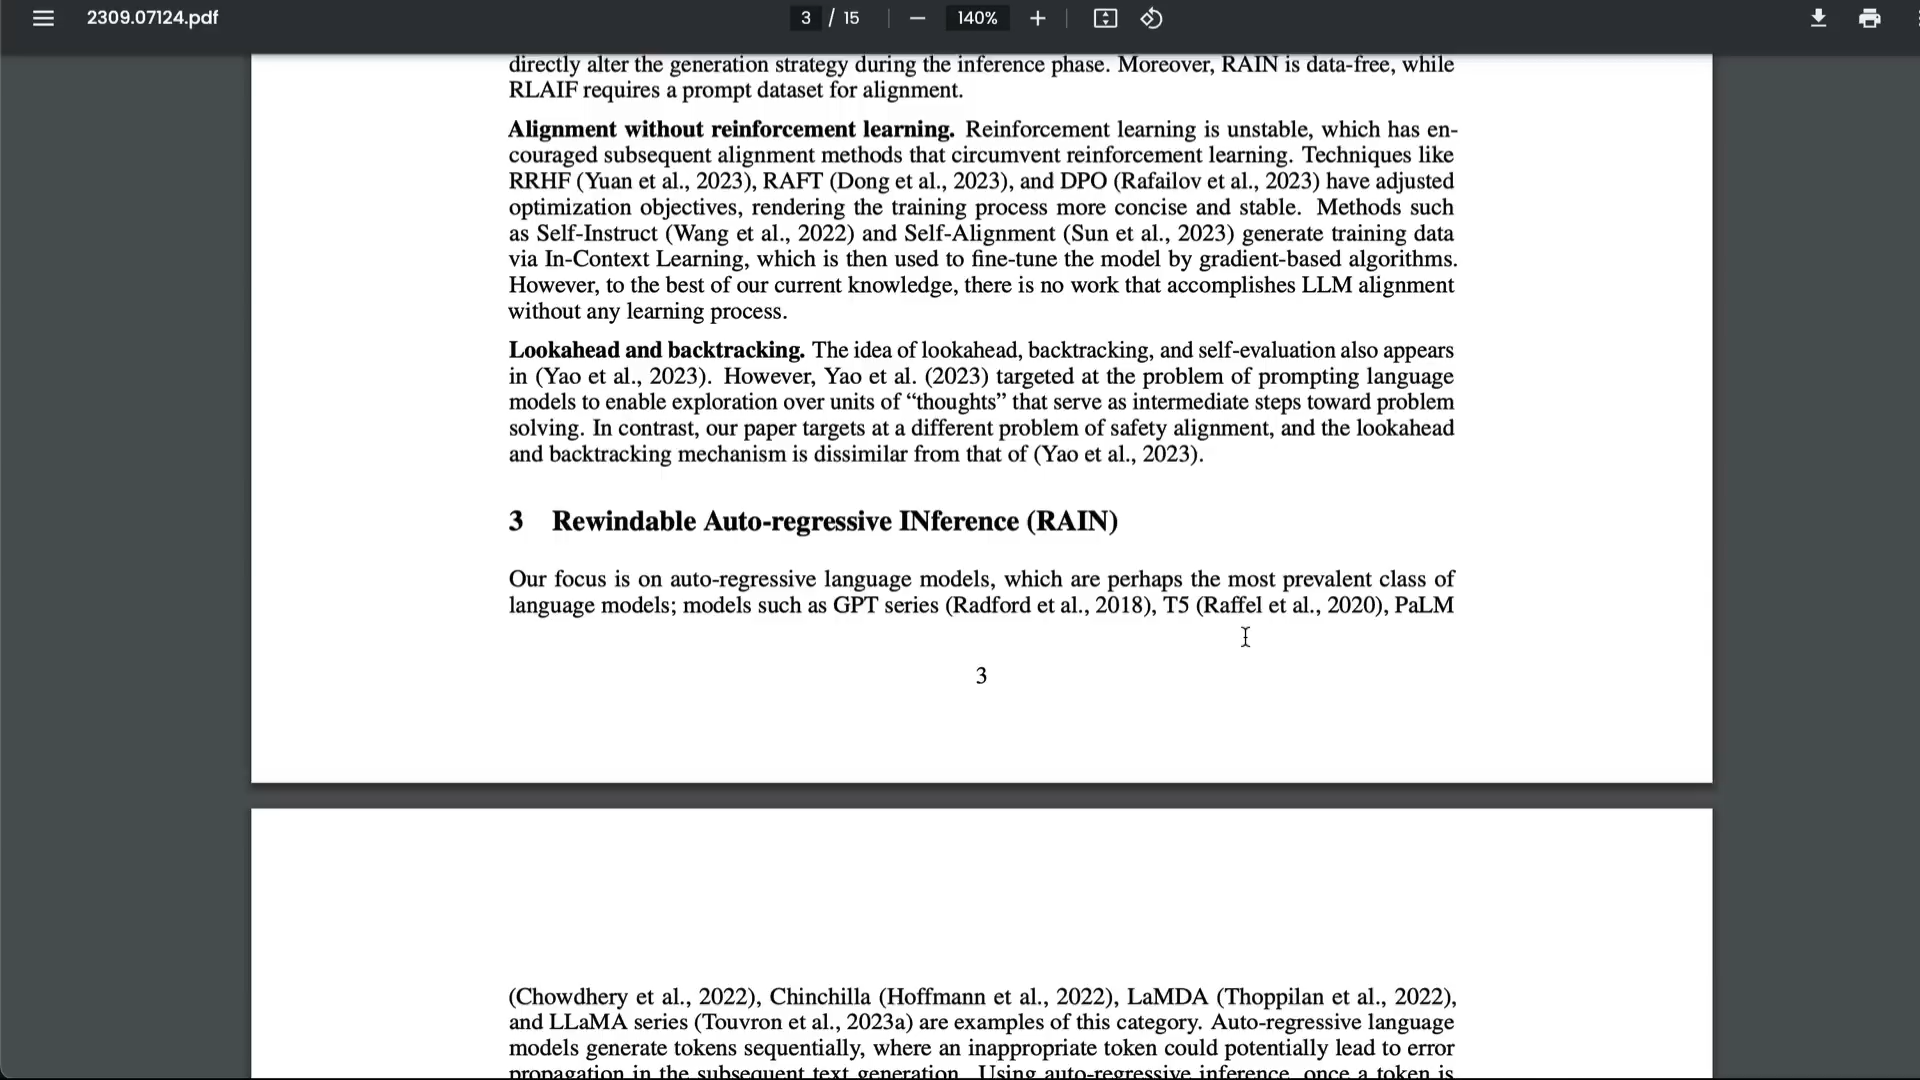 2309.07124.pdf
3 / 15
140%
directly alter the generation strategy during the inference phase. Moreover, RAIN is data-free, while
RLAIF requires a prompt dataset for alignment.
Alignment without reinforcement learning. Reinforcement learning is unstable, which has en-
couraged subsequent alignment methods that circumvent reinforcement learning. Techniques like
RRHF (Yuan et al., 2023), RAFT (Dong et al., 2023), and DPO (Rafailov et al., 2023) have adjusted
optimization objectives, rendering the training process more concise and stable. Methods such
as Self-Instruct (Wang et al., 2022) and Self-Alignment (Sun et al., 2023) generate training data
via In-Context Learning, which is then used to fine-tune the model by gradient-based algorithms.
However, to the best of our current knowledge, there is no work that accomplishes LLM alignment
without any learning process.
Lookahead and backtracking. The idea of lookahead, backtracking, and self-evaluation also appears
in (Yao et al., 2023). However, Yao et al. (2023) targeted at the problem of prompting language
models to enable exploration over units of “thoughts” that serve as intermediate steps toward problem
solving. In contrast, our paper targets at a different problem of safety alignment, and the lookahead
and backtracking mechanism is dissimilar from that of (Yao et al., 2023).
3 Rewindable Auto-regressive INference (RAIN)
Our focus is on auto-regressive language models, which are perhaps the most prevalent class of
language models; models such as GPT series (Radford et al., 2018), T5 (Raffel et al., 2020), PaLM
3
(Chowdhery et al., 2022), Chinchilla (Hoffmann et al., 2022), LaMDA (Thoppilan et al., 2022),
and LLaMA series (Touvron et al., 2023a) are examples of this category. Auto-regressive language
models generate tokens sequentially, where an inappropriate token could potentially lead to error
propagation in the subsequent text generation. Using auto-regressive inference, once a token is